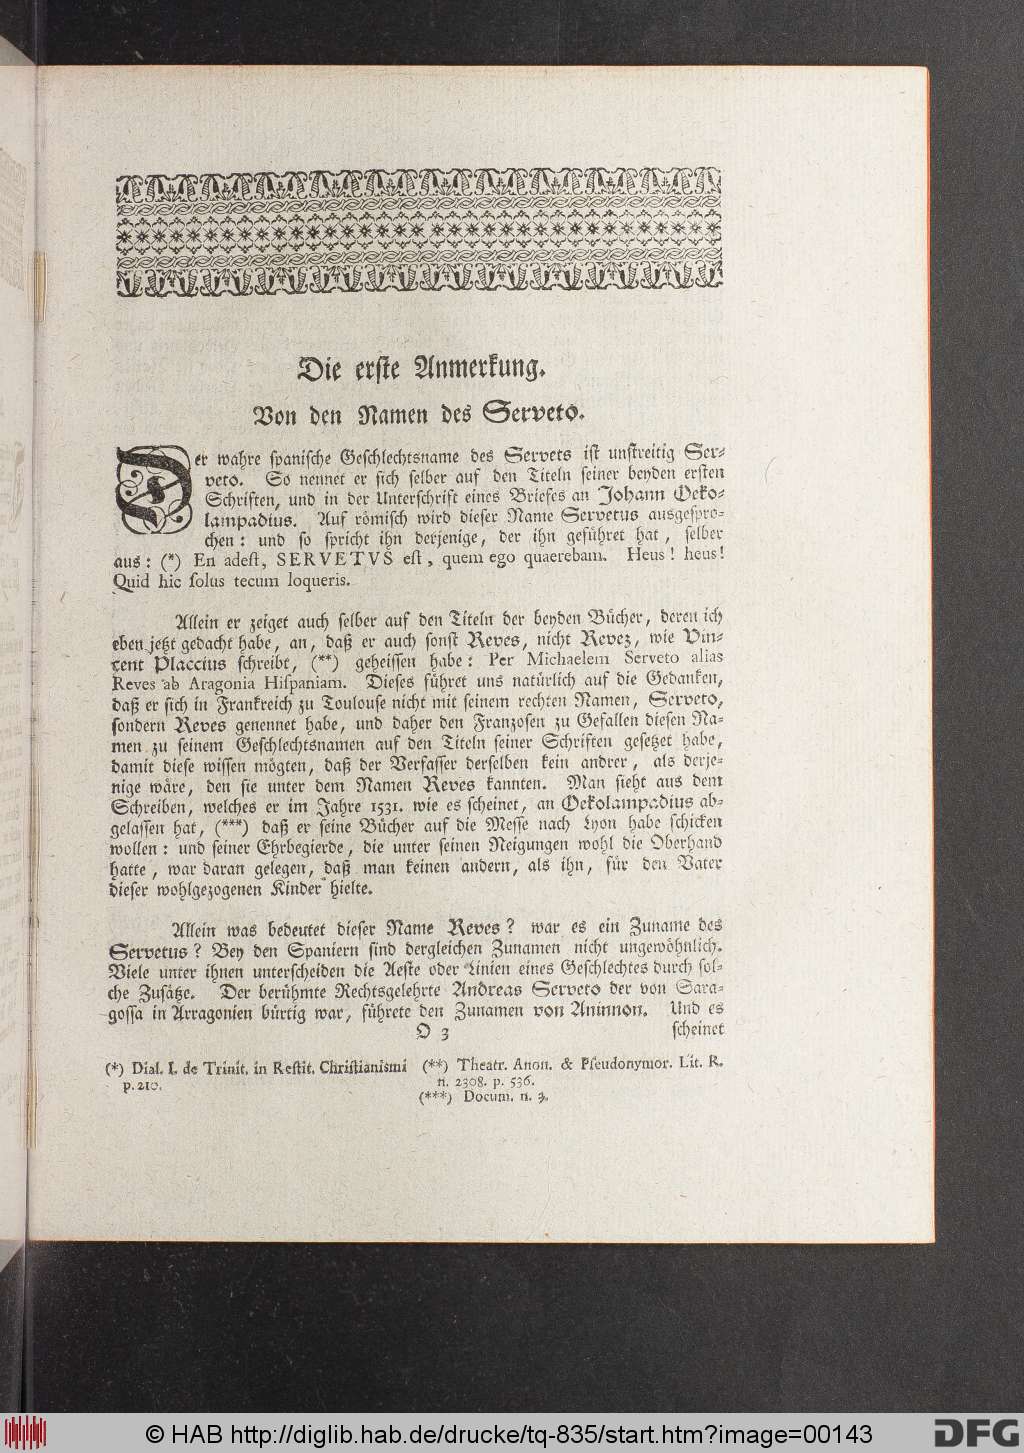 Die erste Anmerkung.
Von den Namen des Serveto.
Der wahre spanische Geschlechtsname des Servets ist unstreitig Ser-
veto. So nennet er sich selber auf den Titeln seiner beyden ersten
Schriften, und in der Unterschrift eines Briefes an Johann Oeko-
lampadius. Auf römisch wird dieser Name Servetus ausgespro-
chen: und so spricht ihn derjenige, der ihn geführet hat, selber
aus: (*) En adest, SERVETVS est, quem ego quaerebam. Heus! heus!
Quid hic solus tecum loqueris.
Allein er zeiget auch selber auf den Titeln der beyden Bücher, deren ich
eben jetzt gedacht habe, an, daß er auch sonst Reves, nicht Revez, wie Vin-
cent Placcius schreibt, (**) geheissen habe: Per Michaelem Serveto alias
Reves ab Aragonia Hispaniam. Dieses führet uns natürlich auf die Gedanken,
daß er sich in Frankreich zu Toulouse nicht mit seinem rechten Namen, Serveto,
sondern Reves genennet habe, und daher den Franzosen zu Gefallen diesen Na-
men zu seinem Geschlechtsnamen auf den Titeln seiner Schriften gesetzet habe,
damit diese wissen mögten, daß der Verfasser derselben kein andrer, als derje-
nige wäre, den sie unter dem Namen Reves kannten. Man sieht aus dem
Schreiben, welches er im Jahre 1531. wie es scheinet, an Oekolampadius ab-
gelassen hat, (***) daß er seine Bücher auf die Messe nach Lyon habe schicken
wollen: und seiner Ehrbegierde, die unter seinen Neigungen wohl die Oberhand
hatte, war daran gelegen, daß man keinen andern, als ihn, für den Vater
dieser wohlgezogenen Kinder hielte.
Allein was bedeutet dieser Name Reves? war es ein Zuname des
Servetus? Bey den Spaniern sind dergleichen Zunamen nicht ungewöhnlich.
Viele unter ihnen unterscheiden die Aeste oder Linien eines Geschlechtes durch sol-
che Zusätze. Der berühmte Rechtsgelehrte Andreas Serveto der von Sara-
gossa in Arragonien bürtig war, führete den Zunamen von Aninnon. Und es
O 3 scheinet
(*) Dial. I. de Trinit. in Restit. Christianismi
p. 210.
(**) Theatr. Anon. & Pseudonymor. Lit. R.
n. 2308. p. 536.
(***) Docum. n. 3.
© HAB http://diglib.hab.de/drucke/tq-835/start.htm?image=00143
DFG